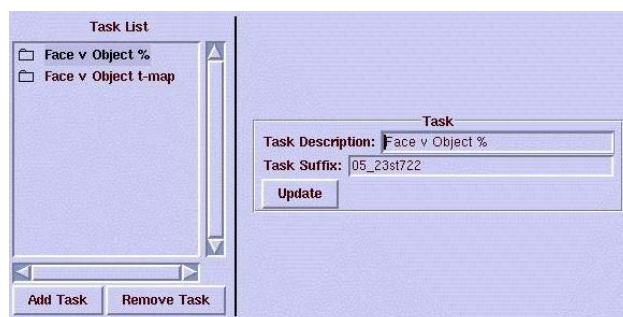 Task List
Face v Object %
Face v Object t-map
Add Task
Remove Task
Task
Task Description: Face v Object %
Task Suffix: 05_23st722
Update